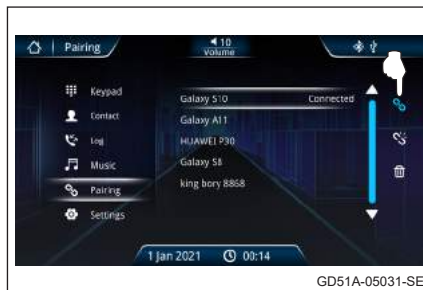 Pairing
10
Volume
Keypad
Contact
Log
Music
Pairing
Settings
Galaxy S10 Connected
Galaxy A11
HUAWEI P30
Galaxy S8
king bory 8868
1 Jan 2021 00:14
GD51A-05031-SE